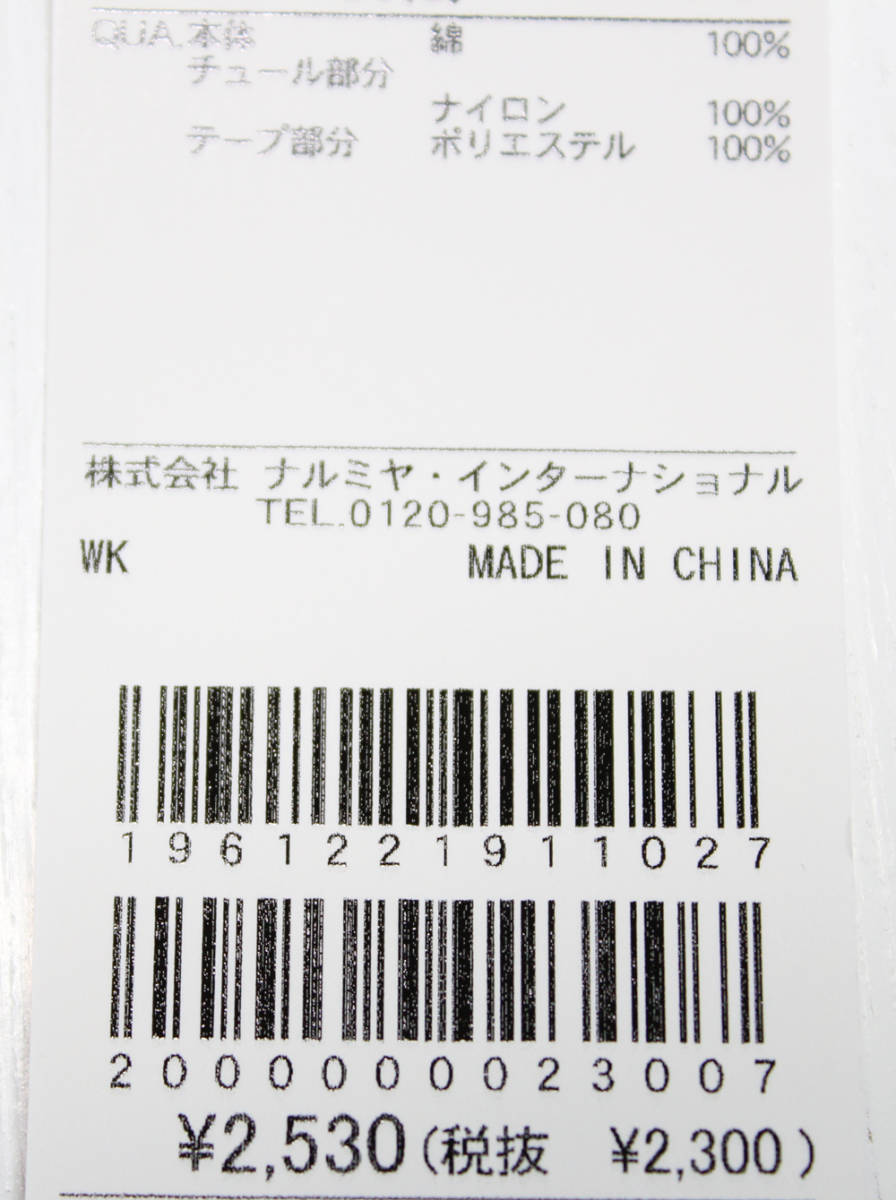 QUA. 本体 綿 100%
チュール部分
ナイロン 100%
テープ部分 ポリエステル 100%
株式会社 ナルミヤ・インターナショナル
TEL.0120-985-080
WK MADE IN CHINA
1961221911027
2000000023007
¥2,530(税抜 ¥2,300)